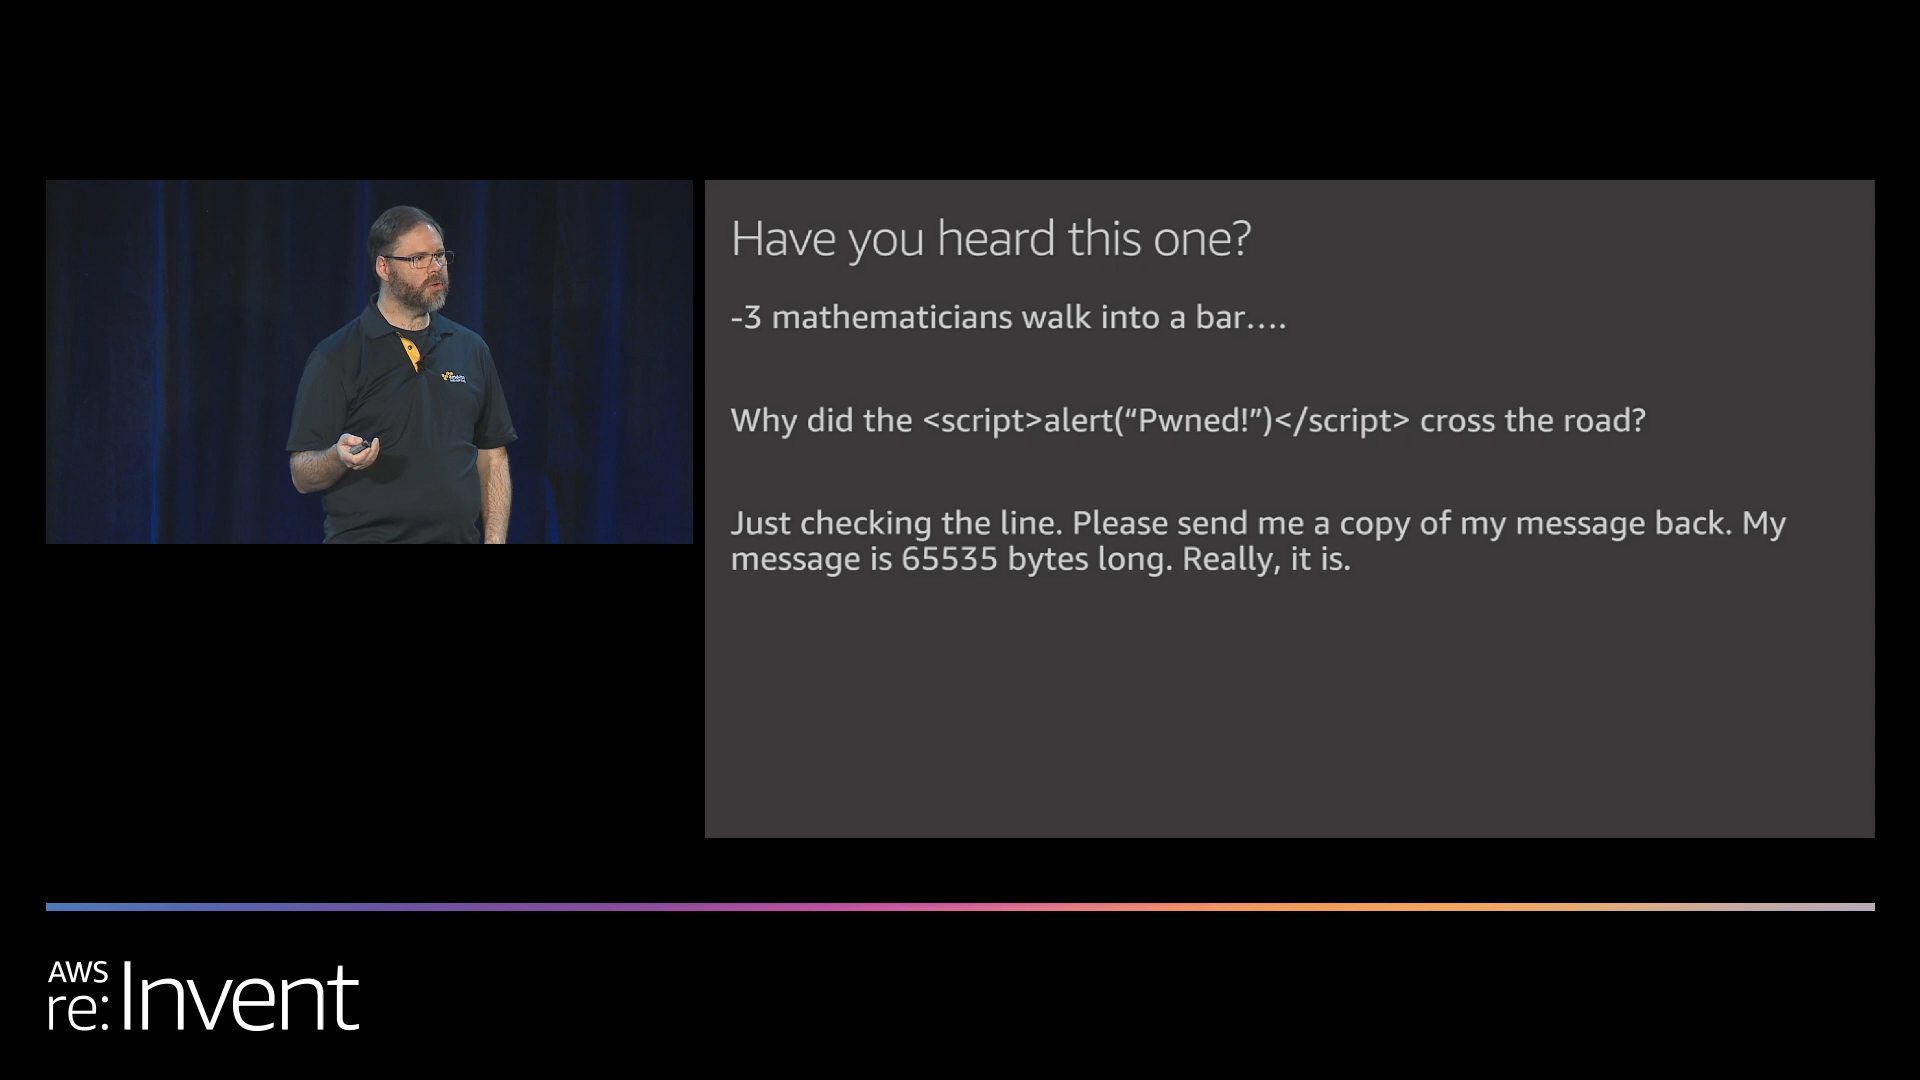 Have you heard this one?
-3 mathematicians walk into a bar….
Why did the <script>alert(“Pwned!”)</script> cross the road?
Just checking the line. Please send me a copy of my message back. My
message is 65535 bytes long. Really, it is.
AWS
re:Invent